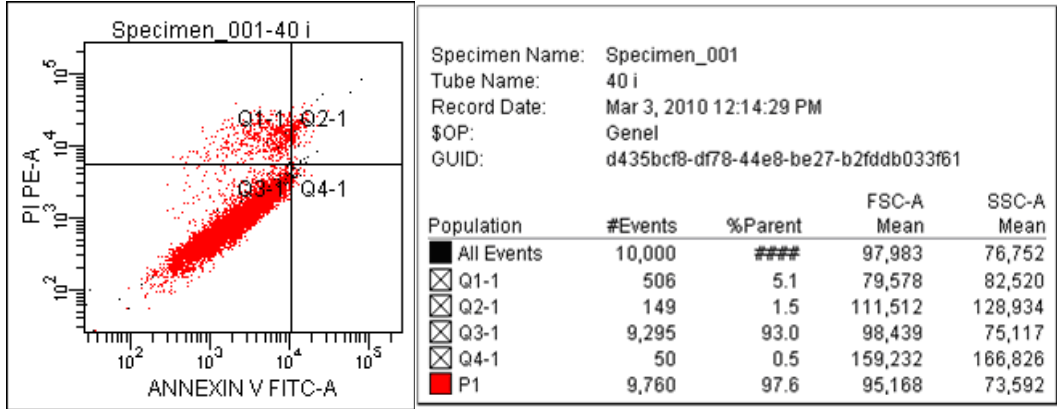 Specimen_001-40 i
PI PE-A
10^5
10^4
10^3
10^2
Q1-1 Q2-1
Q3-1 Q4-1
10^2 10^3 10^4 10^5
ANNEXIN V FITC-A
Specimen Name: Specimen_001
Tube Name: 40 i
Record Date: Mar 3, 2010 12:14:29 PM
$OP: Genel
GUID: d435bcf8-df78-44e8-be27-b2fddb033f61
FSC-A SSC-A
Population #Events %Parent Mean Mean
All Events 10,000 #### 97,983 76,752
Q1-1 506 5.1 79,578 82,520
Q2-1 149 1.5 111,512 128,934
Q3-1 9,295 93.0 98,439 75,117
Q4-1 50 0.5 159,232 166,826
P1 9,760 97.6 95,168 73,592